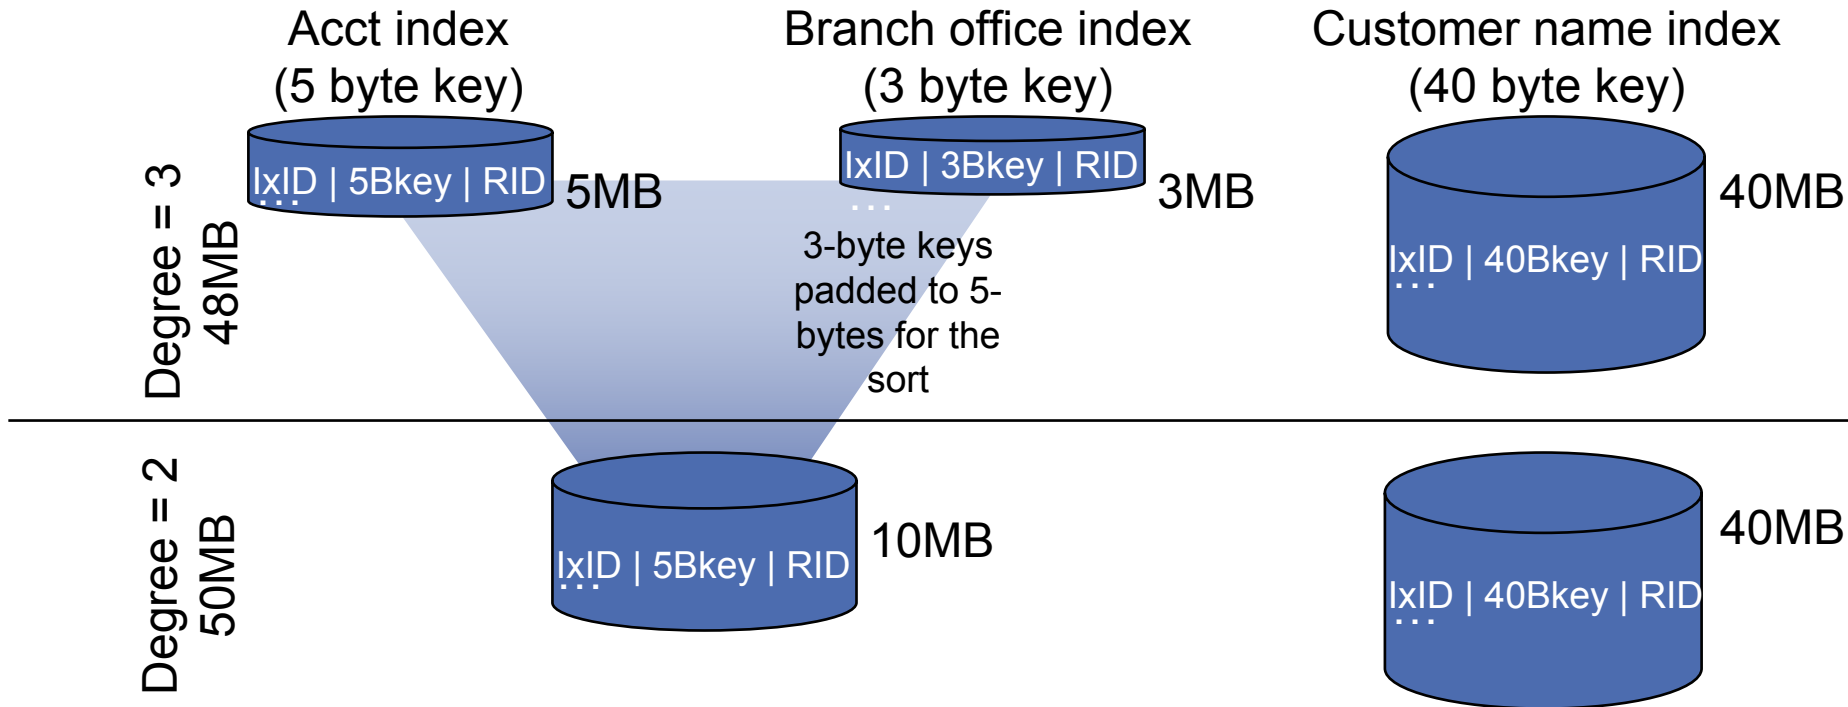 Acct index
(5 byte key)
Branch office index
(3 byte key)
Customer name index
(40 byte key)
Degree = 3
48MB
IxID | 5Bkey | RID
...
5MB
IxID | 3Bkey | RID
...
3MB
3-byte keys
padded to 5-
bytes for the
sort
IxID | 40Bkey | RID
...
40MB
Degree = 2
50MB
IxID | 5Bkey | RID
...
10MB
IxID | 40Bkey | RID
...
40MB